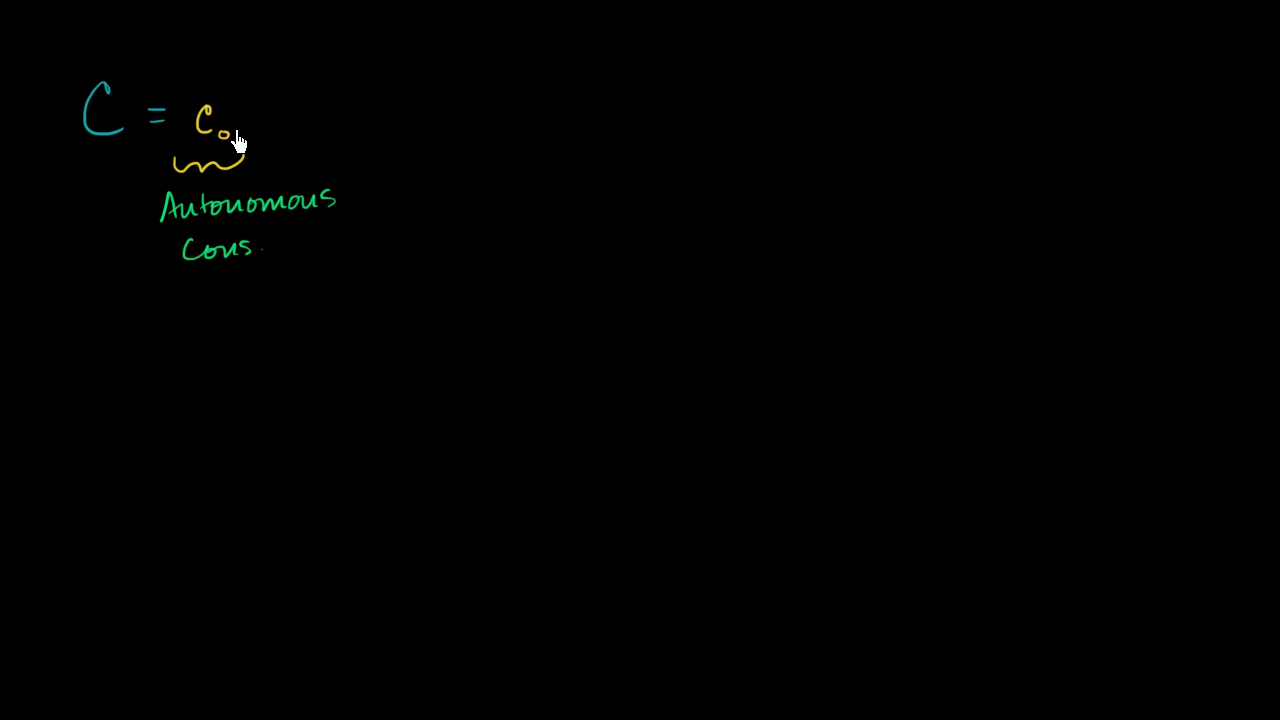 C = c₀
Autonomous
Cons.